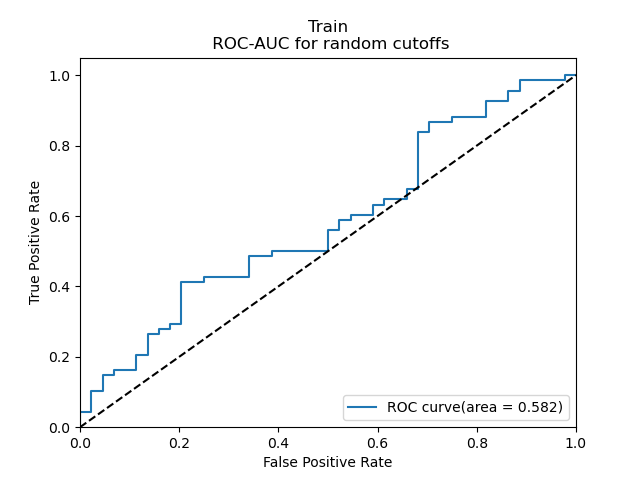 Train
ROC-AUC for random cutoffs
True Positive Rate
1.0
0.8
0.6
0.4
0.2
0.0
ROC curve(area = 0.582)
0.0 0.2 0.4 0.6 0.8 1.0
False Positive Rate